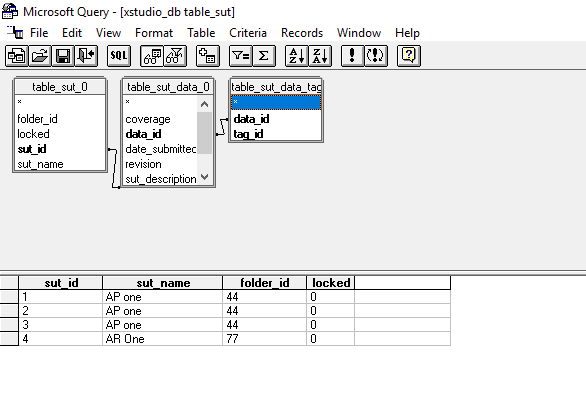 Microsoft Query - [xstudio_db table_sut]
File Edit View Format Table Criteria Records Window Help
SQL
table_sut_0
*
folder_id
locked
sut_id
sut_name
table_sut_data_0
*
coverage
data_id
date_submitted
revision
sut_description
table_sut_data_tag
*
data_id
tag_id
sut_id sut_name folder_id locked
1 AP one 44 0
2 AP one 44 0
3 AP one 44 0
4 AR One 77 0